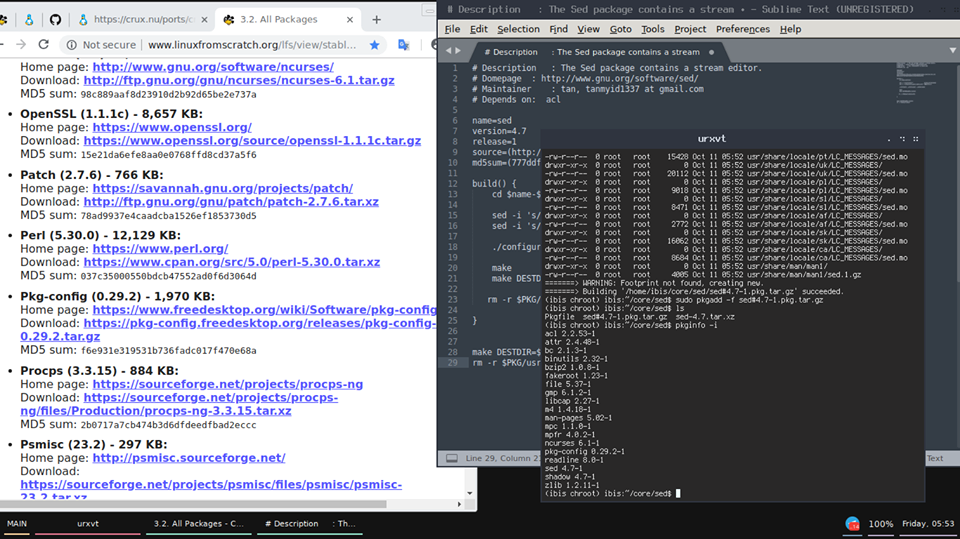 https://crux.nu/ports/c
3.2. All Packages
Not secure
www.linuxfromscratch.org/lfs/view/stabl...
Home page: http://www.gnu.org/software/ncurses/
Download: http://ftp.gnu.org/gnu/ncurses/ncurses-6.1.tar.gz
MD5 sum: 98c889aaf8d23910d2b92d65be2e737a
• OpenSSL (1.1.1c) - 8,657 KB:
Home page: https://www.openssl.org/
Download: https://www.openssl.org/source/openssl-1.1.1c.tar.gz
MD5 sum: 15e21da6efe8aa0e0768ffd8cd37a5f6
• Patch (2.7.6) - 766 KB:
Home page: https://savannah.gnu.org/projects/patch/
Download: http://ftp.gnu.org/gnu/patch/patch-2.7.6.tar.xz
MD5 sum: 78ad9937e4caadcba1526ef1853730d5
• Perl (5.30.0) - 12,129 KB:
Home page: https://www.perl.org/
Download: https://www.cpan.org/src/5.0/perl-5.30.0.tar.xz
MD5 sum: 037c35000550bdcb47552ad0f6d3064d
• Pkg-config (0.29.2) - 1,970 KB:
Home page: https://www.freedesktop.org/wiki/Software/pkg-config
Download: https://pkg-config.freedesktop.org/releases/pkg-config-
0.29.2.tar.gz
MD5 sum: f6e931e319531b736fadc017f470e68a
• Procps (3.3.15) - 884 KB:
Home page: https://sourceforge.net/projects/procps-ng
Download: https://sourceforge.net/projects/procps-
ng/files/Production/procps-ng-3.3.15.tar.xz
MD5 sum: 2b0717a7cb474b3d6dfdeedfbad2eccc
• Psmisc (23.2) - 297 KB:
Home page: http://psmisc.sourceforge.net/
Download:
https://sourceforge.net/projects/psmisc/files/psmisc/psmisc-
23.2.tar.xz
# Description   : The Sed package contains a stream • - Sublime Text (UNREGISTERED)
File Edit Selection Find View Goto Tools Project Preferences Help
# Description   : The Sed package contains a stream
1 # Description   : The Sed package contains a stream editor.
2 # Domepage  : http://www.gnu.org/software/sed/
3 # Maintainer    : tan, tanmyid1337 at gmail.com
4 # Depends on:  acl
5
6 name=sed
7 version=4.7
8 release=1
9 source=(http:/
10 md5sum=(777ddf
11
12 build() {
13 cd $name-$
14
15 sed -i 's/
16 sed -i 's/
17
18 ./configur
19
20 make
21 make DEST
22
23 rm -r $PKG/
24
25 }
26
27
28 make DESTDIR=$
29 rm -r $PKG/usr
Line 29, Column 2
Text
urxvt
-rw-r--r--  0 root   root    15428 Oct 11 05:52 usr/share/locale/pt/LC_MESSAGES/sed.mo
drwxr-xr-x  0 root   root        0 Oct 11 05:52 usr/share/locale/uk/LC_MESSAGES/
-rw-r--r--  0 root   root    20112 Oct 11 05:52 usr/share/locale/uk/LC_MESSAGES/sed.mo
drwxr-xr-x  0 root   root        0 Oct 11 05:52 usr/share/locale/pl/LC_MESSAGES/
-rw-r--r--  0 root   root     9018 Oct 11 05:52 usr/share/locale/pl/LC_MESSAGES/sed.mo
drwxr-xr-x  0 root   root        0 Oct 11 05:52 usr/share/locale/sl/LC_MESSAGES/
-rw-r--r--  0 root   root     8471 Oct 11 05:52 usr/share/locale/sl/LC_MESSAGES/sed.mo
drwxr-xr-x  0 root   root        0 Oct 11 05:52 usr/share/locale/af/LC_MESSAGES/
-rw-r--r--  0 root   root     2772 Oct 11 05:52 usr/share/locale/af/LC_MESSAGES/sed.mo
drwxr-xr-x  0 root   root        0 Oct 11 05:52 usr/share/locale/sk/LC_MESSAGES/
-rw-r--r--  0 root   root    16062 Oct 11 05:52 usr/share/locale/sk/LC_MESSAGES/sed.mo
drwxr-xr-x  0 root   root        0 Oct 11 05:52 usr/share/locale/ca/LC_MESSAGES/
-rw-r--r--  0 root   root     8684 Oct 11 05:52 usr/share/locale/ca/LC_MESSAGES/sed.mo
drwxr-xr-x  0 root   root        0 Oct 11 05:52 usr/share/man/man1/
-rw-r--r--  0 root   root     4005 Oct 11 05:52 usr/share/man/man1/sed.1.gz
=======> WARNING: Footprint not found, creating new.
=======> Building '/home/ibis/core/sed/sed#4.7-1.pkg.tar.gz' succeeded.
(ibis chroot) ibis:~/core/sed$ sudo pkgadd -f sed#4.7-1.pkg.tar.gz
(ibis chroot) ibis:~/core/sed$ ls
Pkgfile  sed#4.7-1.pkg.tar.gz  sed-4.7.tar.xz
(ibis chroot) ibis:~/core/sed$ pkginfo -i
acl 2.2.53-1
attr 2.4.48-1
bc 2.1.3-1
binutils 2.32-1
bzip2 1.0.8-1
fakeroot 1.23-1
file 5.37-1
gmp 6.1.2-1
libcap 2.27-1
m4 1.4.18-1
man-pages 5.02-1
mpc 1.1.0-1
mpfr 4.0.2-1
ncurses 6.1-1
pkg-config 0.29.2-1
readline 8.0-1
sed 4.7-1
shadow 4.7-1
zlib 1.2.11-1
(ibis chroot) ibis:~/core/sed$
MAIN
urxvt
3.2. All Packages - C...
# Description    : Th...
100%
Friday, 05:53